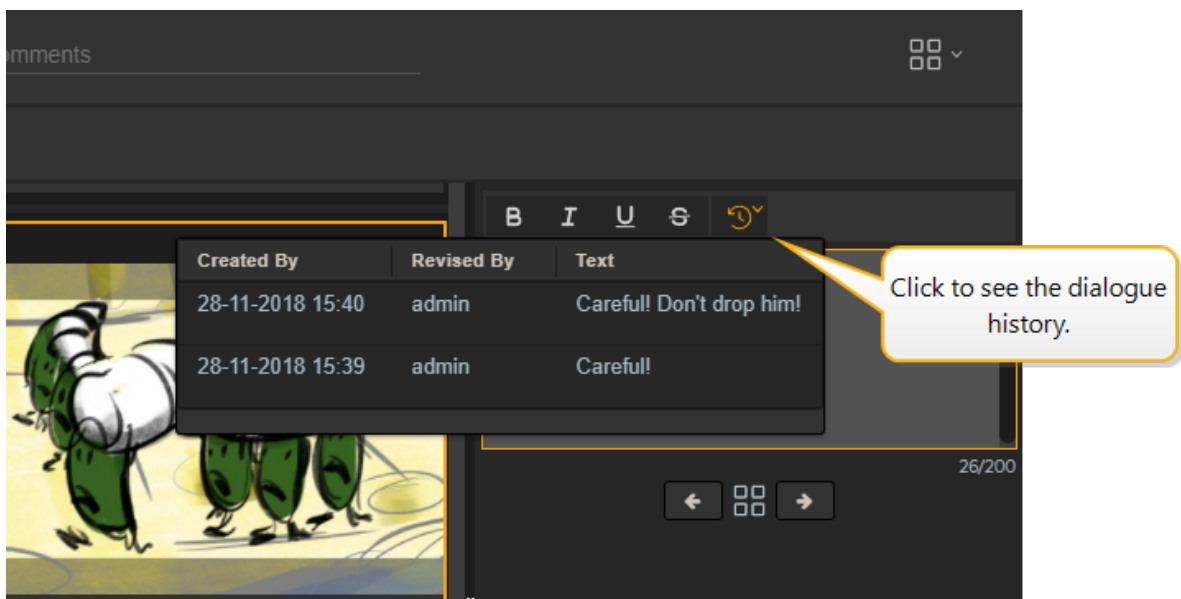 omments
B I U S
Created By Revised By Text
28-11-2018 15:40 admin Careful! Don't drop him!
28-11-2018 15:39 admin Careful!
Click to see the dialogue
history.
26/200